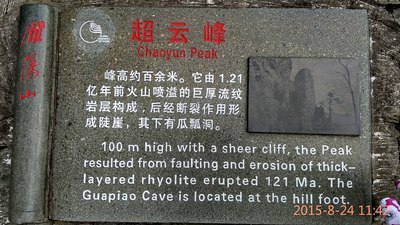 雁荡山
超云峰
Chaoyun Peak
峰高约百余米。它由1.21
亿年前火山喷溢的巨厚流纹
岩层构成，后经断裂作用形
成陡崖，其下有瓜瓢洞。
100 m high with a sheer cliff, the Peak
resulted from faulting and erosion of thick-
layered rhyolite erupted 121 Ma. The
Guapiao Cave is located at the hill foot.
2015-8-24 11:42